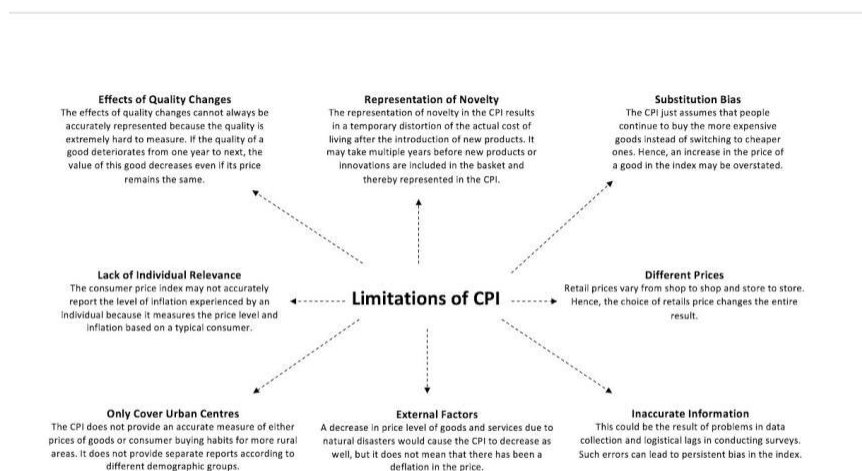 Effects of Quality Changes
The effects of quality changes cannot always be
accurately represented because the quality is
extremely hard to measure. If the quality of a
good deteriorates from one year to next, the
value of this good decreases even if its price
remains the same.
Representation of Novelty
The representation of novelty in the CPI results
in a temporary distortion of the actual cost of
living after the introduction of new products. It
may take multiple years before new products or
innovations are included in the basket and
thereby represented in the CPI.
Substitution Bias
The CPI just assumes that people
continue to buy the more expensive
goods instead of switching to cheaper
ones. Hence, an increase in the price of
a good in the index may be overstated.
Lack of Individual Relevance
The consumer price index may not accurately
report the level of inflation experienced by an
individual because it measures the price level and
inflation based on a typical consumer.
Limitations of CPI
Different Prices
Retail prices vary from shop to shop and store to store.
Hence, the choice of retails price changes the entire
result.
Only Cover Urban Centres
The CPI does not provide an accurate measure of either
prices of goods or consumer buying habits for more rural
areas. It does not provide separate reports according to
different demographic groups.
External Factors
A decrease in price level of goods and services due to
natural disasters would cause the CPI to decrease as
well, but it does not mean that there has been a
deflation in the price.
Inaccurate Information
This could be the result of problems in data
collection and logistical lags in conducting surveys.
Such errors can lead to persistent bias in the index.